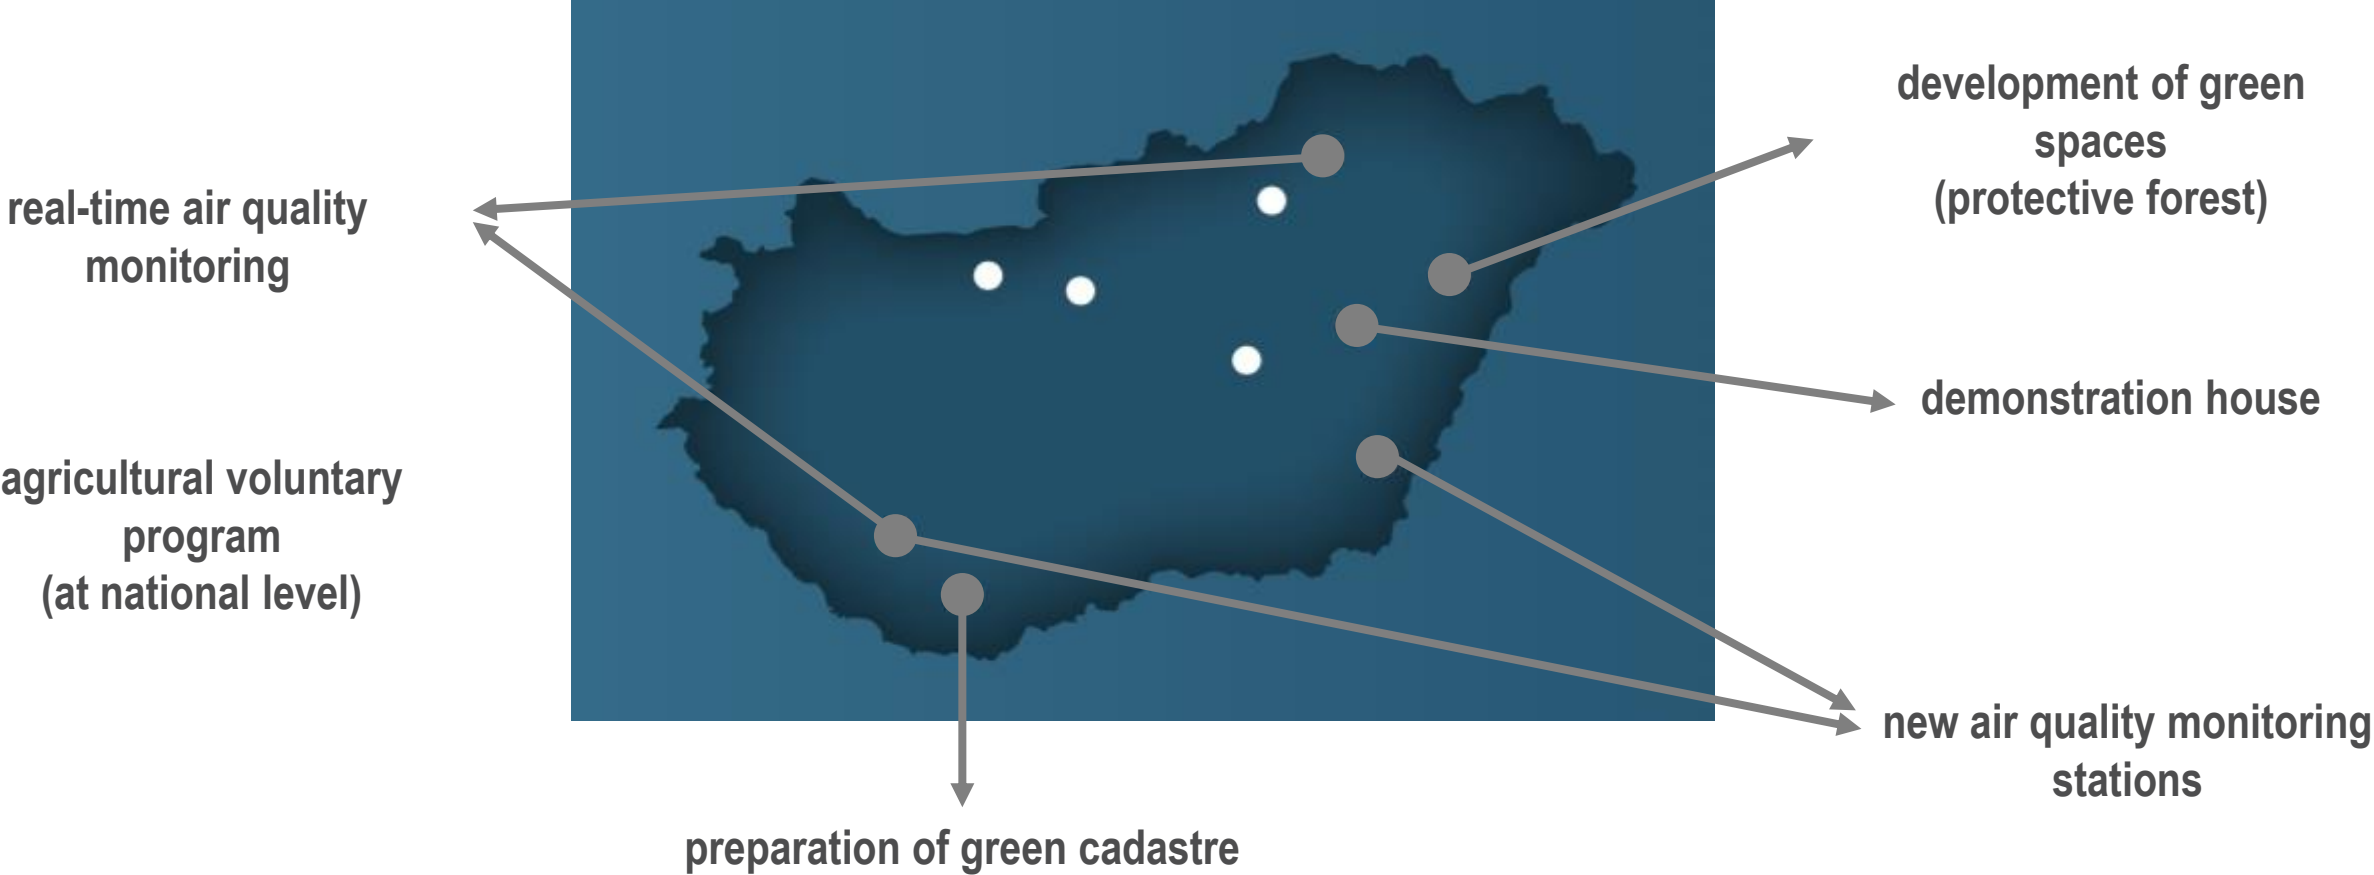 real-time air quality
monitoring
agricultural voluntary
program
(at national level)
development of green
spaces
(protective forest)
demonstration house
new air quality monitoring
stations
preparation of green cadastre